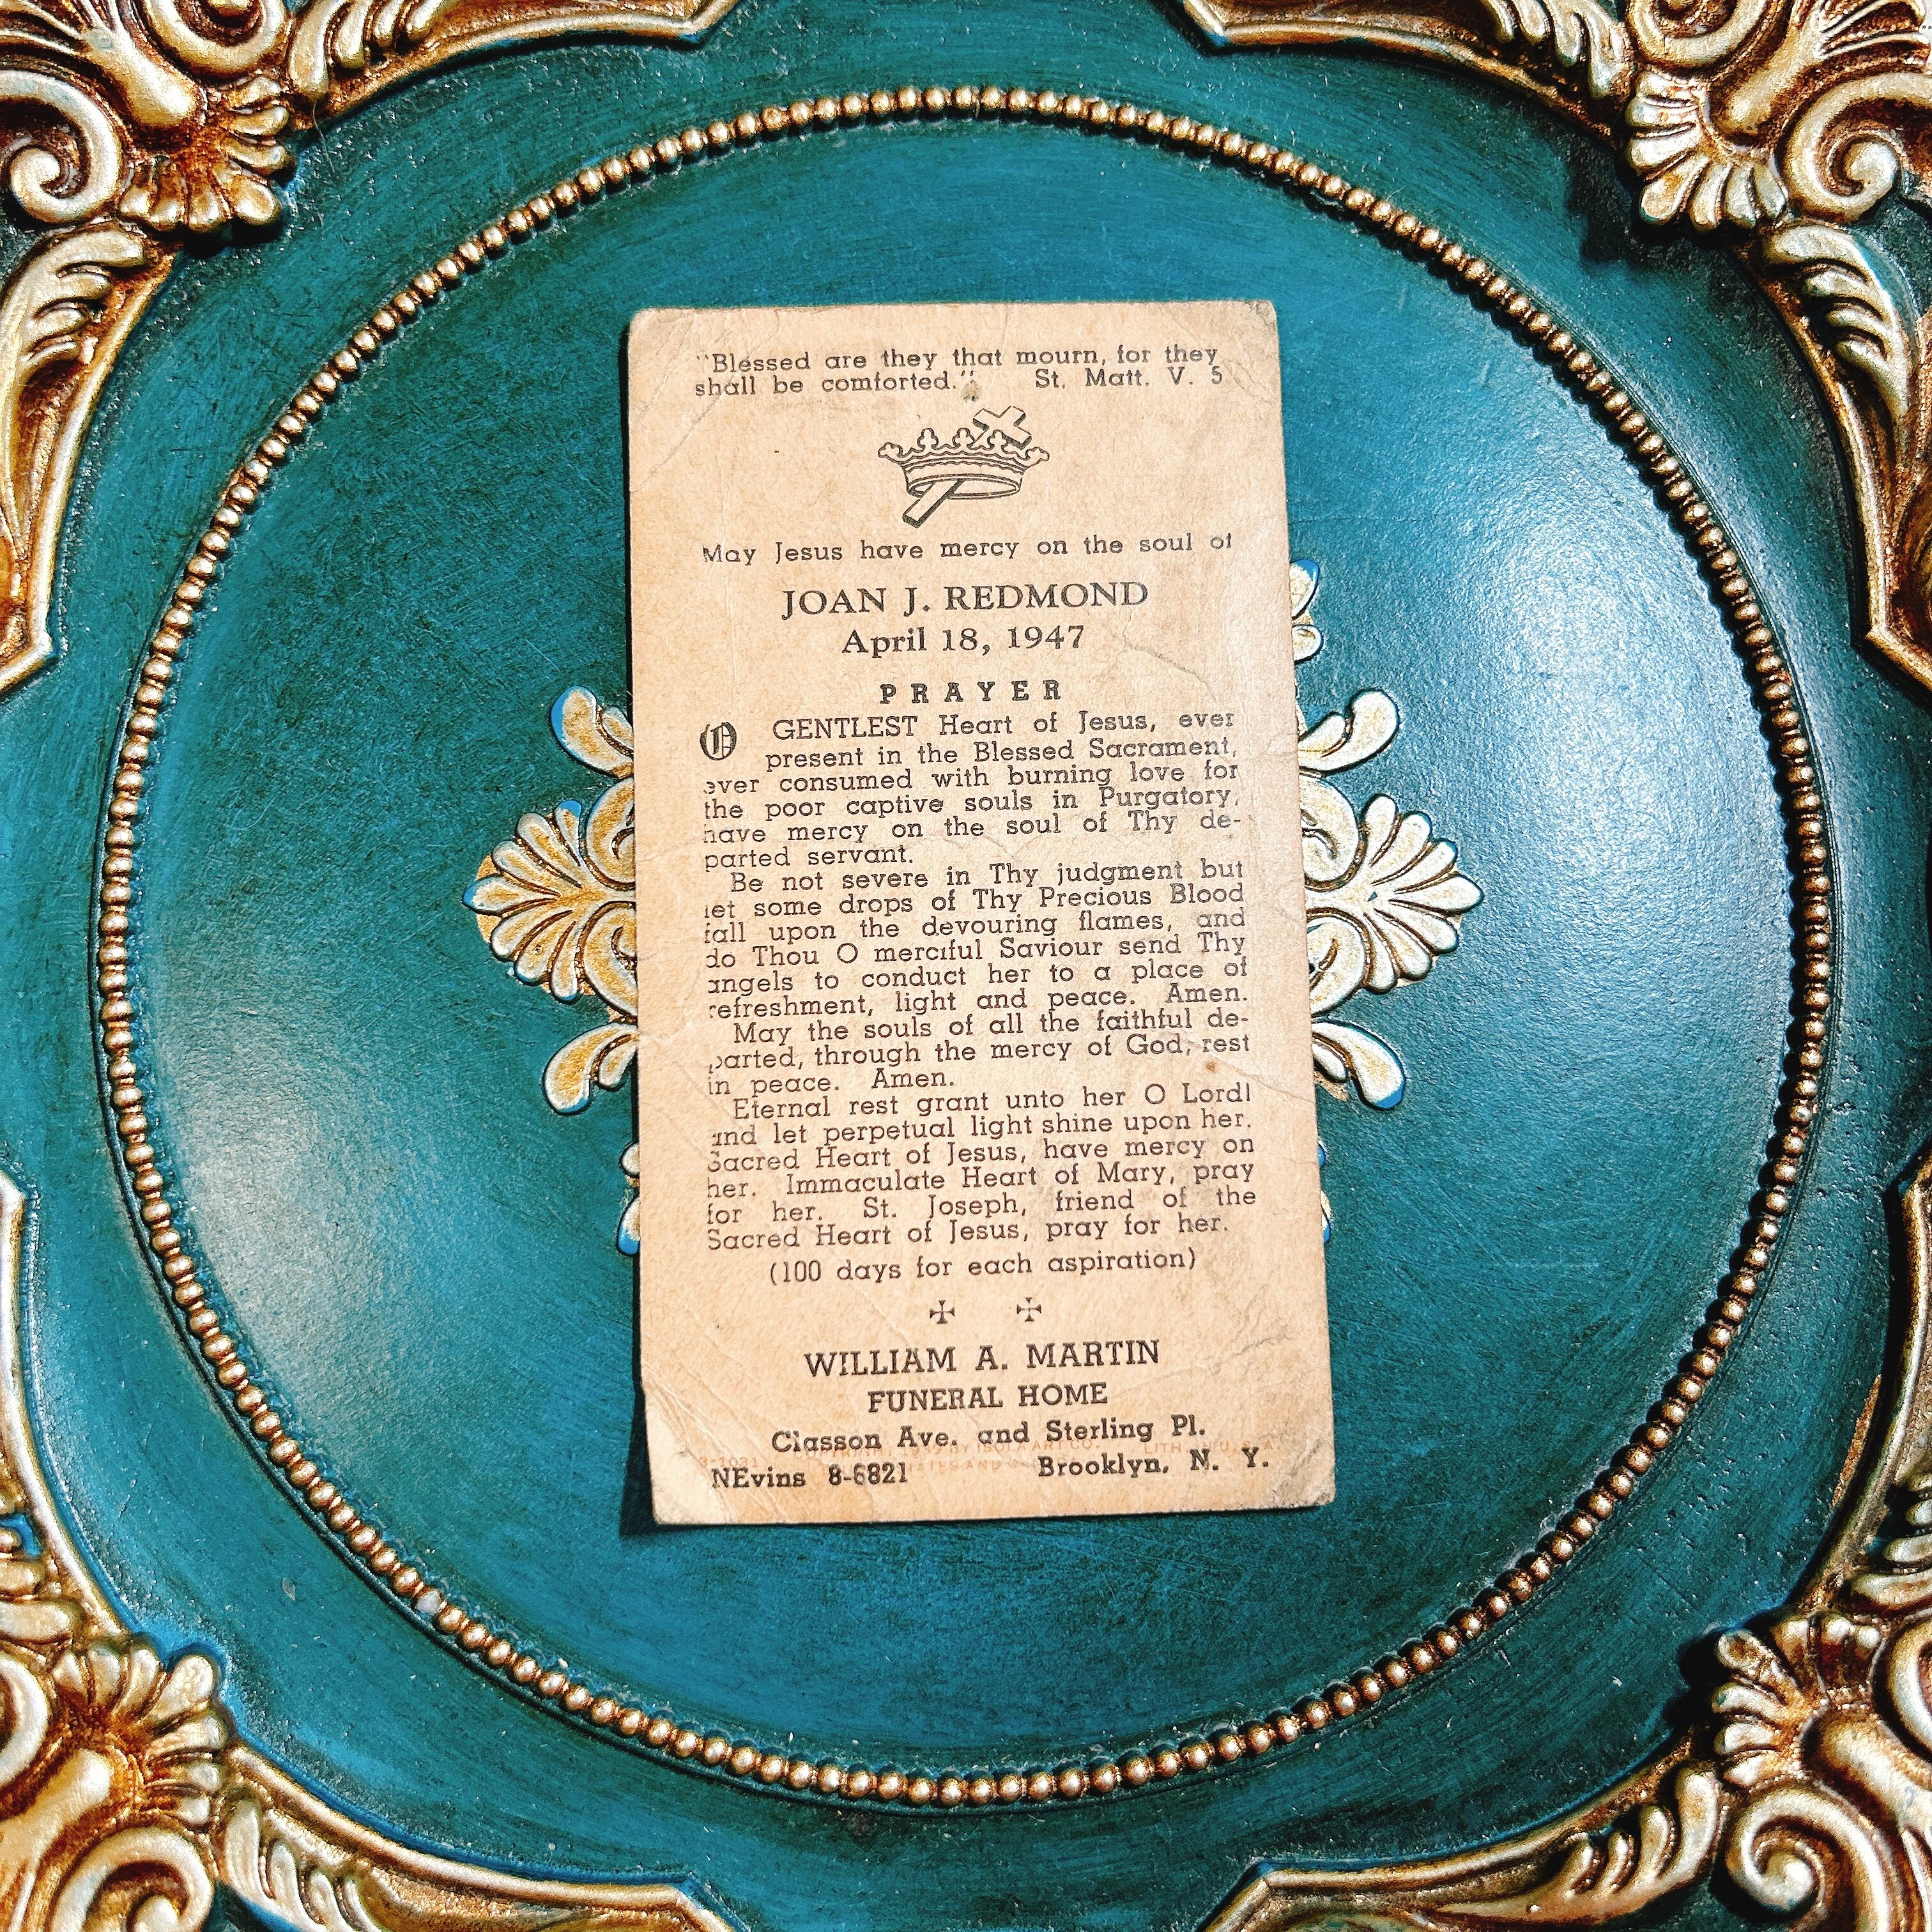 "Blessed are they that mourn, for they
shall be comforted." St. Matt. V. 5
May Jesus have mercy on the soul of
JOAN J. REDMOND
April 18, 1947
PRAYER
O GENTLEST Heart of Jesus, ever
present in the Blessed Sacrament,
ever consumed with burning love for
the poor captive souls in Purgatory,
have mercy on the soul of Thy de-
parted servant.
Be not severe in Thy judgment but
let some drops of Thy Precious Blood
fall upon the devouring flames, and
do Thou O merciful Saviour send Thy
angels to conduct her to a place of
refreshment, light and peace. Amen.
May the souls of all the faithful de-
parted, through the mercy of God, rest
in peace. Amen.
Eternal rest grant unto her O Lord!
and let perpetual light shine upon her.
Sacred Heart of Jesus, have mercy on
her. Immaculate Heart of Mary, pray
for her. St. Joseph, friend of the
Sacred Heart of Jesus, pray for her.
(100 days for each aspiration)
WILLIAM A. MARTIN
FUNERAL HOME
Classon Ave. and Sterling Pl.
NEvins 8-6821 Brooklyn, N. Y.